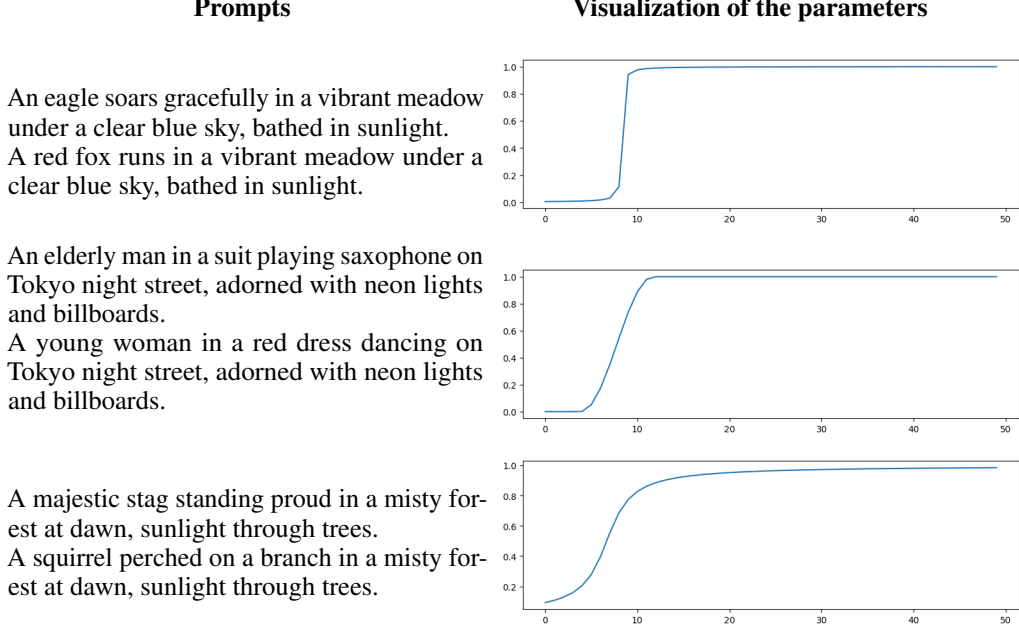 Prompts
Visualization of the parameters
An eagle soars gracefully in a vibrant meadow
under a clear blue sky, bathed in sunlight.
A red fox runs in a vibrant meadow under a
clear blue sky, bathed in sunlight.
1.0
0.8
0.6
0.4
0.2
0.0
0 10 20 30 40 50
An elderly man in a suit playing saxophone on
Tokyo night street, adorned with neon lights
and billboards.
A young woman in a red dress dancing on
Tokyo night street, adorned with neon lights
and billboards.
1.0
0.8
0.6
0.4
0.2
0.0
0 10 20 30 40 50
A majestic stag standing proud in a misty for-
est at dawn, sunlight through trees.
A squirrel perched on a branch in a misty for-
est at dawn, sunlight through trees.
1.0
0.8
0.6
0.4
0.2
0 10 20 30 40 50